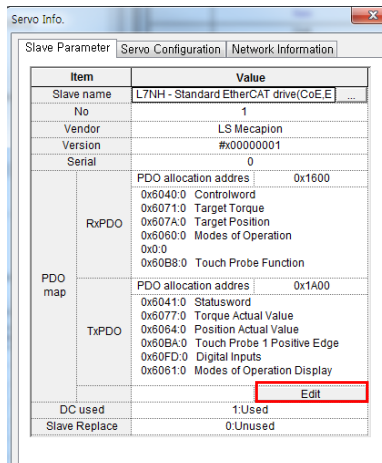 Servo Info.
X
Slave Parameter Servo Configuration Network Information
Item Value
Slave name L7NH - Standard EtherCAT drive(CoE,E ...
No 1
Vendor LS Mecapion
Version #x00000001
Serial 0
PDO map
RxPDO
PDO allocation addres 0x1600
0x6040:0 Controlword
0x6071:0 Target Torque
0x607A:0 Target Position
0x6060:0 Modes of Operation
0x0:0
0x60B8:0 Touch Probe Function
TxPDO
PDO allocation addres 0x1A00
0x6041:0 Statusword
0x6077:0 Torque Actual Value
0x6064:0 Position Actual Value
0x60BA:0 Touch Probe 1 Positive Edge
0x60FD:0 Digital Inputs
0x6061:0 Modes of Operation Display
Edit
DC used 1:Used
Slave Replace 0:Unused